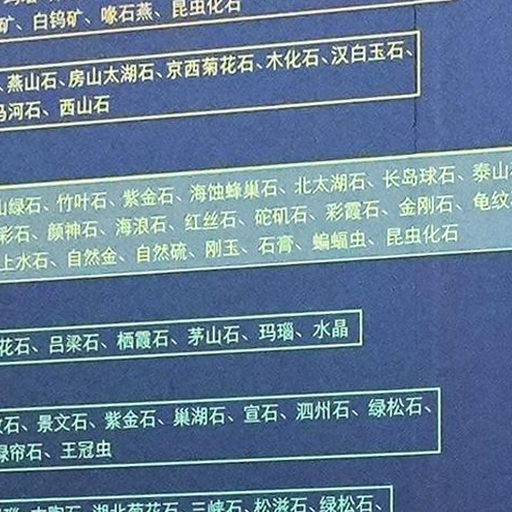 矿、白钨矿、喙石燕、昆虫化石
、燕山石、房山太湖石、京西菊花石、木化石、汉白玉石、
马河石、西山石
绿石、竹叶石、紫金石、海蚀蜂巢石、北太湖石、长岛球石、泰山
彩石、颜神石、海浪石、红丝石、砣矶石、彩霞石、金刚石、龟纹
上水石、自然金、自然硫、刚玉、石膏、蝙蝠虫、昆虫化石
花石、吕梁石、栖霞石、茅山石、玛瑙、水晶
石、景文石、紫金石、巢湖石、宣石、泗州石、绿松石、
绿帘石、王冠虫
石、湖北菊花石、三峡石、松滋石、绿松石、